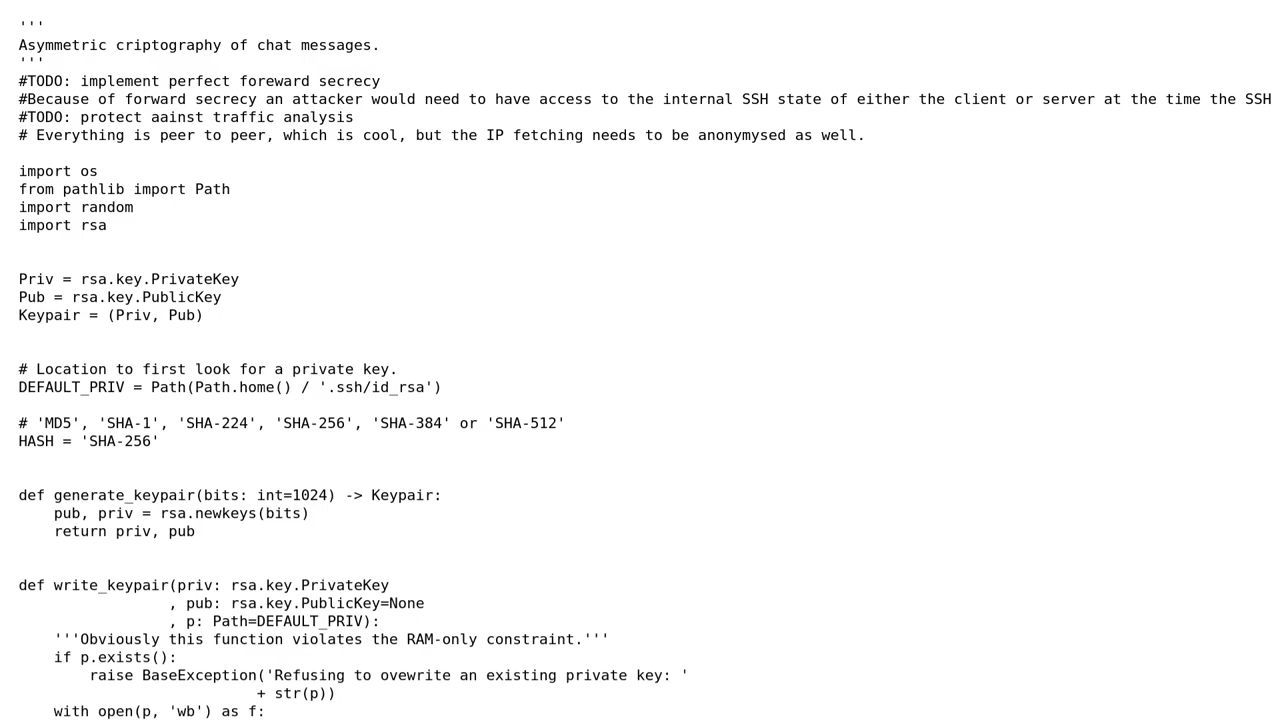 '''
Asymmetric criptography of chat messages.
'''
#TODO: implement perfect foreward secrecy
#Because of forward secrecy an attacker would need to have access to the internal SSH state of either the client or server at the time the SSH
#TODO: protect aainst traffic analysis
# Everything is peer to peer, which is cool, but the IP fetching needs to be anonymysed as well.
import os
from pathlib import Path
import random
import rsa
Priv = rsa.key.PrivateKey
Pub = rsa.key.PublicKey
Keypair = (Priv, Pub)
# Location to first look for a private key.
DEFAULT_PRIV = Path(Path.home() / '.ssh/id_rsa')
# 'MD5', 'SHA-1', 'SHA-224', 'SHA-256', 'SHA-384' or 'SHA-512'
HASH = 'SHA-256'
def generate_keypair(bits: int=1024) -> Keypair:
    pub, priv = rsa.newkeys(bits)
    return priv, pub
def write_keypair(priv: rsa.key.PrivateKey
                 , pub: rsa.key.PublicKey=None
                 , p: Path=DEFAULT_PRIV):
    '''Obviously this function violates the RAM-only constraint.'''
    if p.exists():
        raise BaseException('Refusing to ovewrite an existing private key: '
                           + str(p))
    with open(p, 'wb') as f: